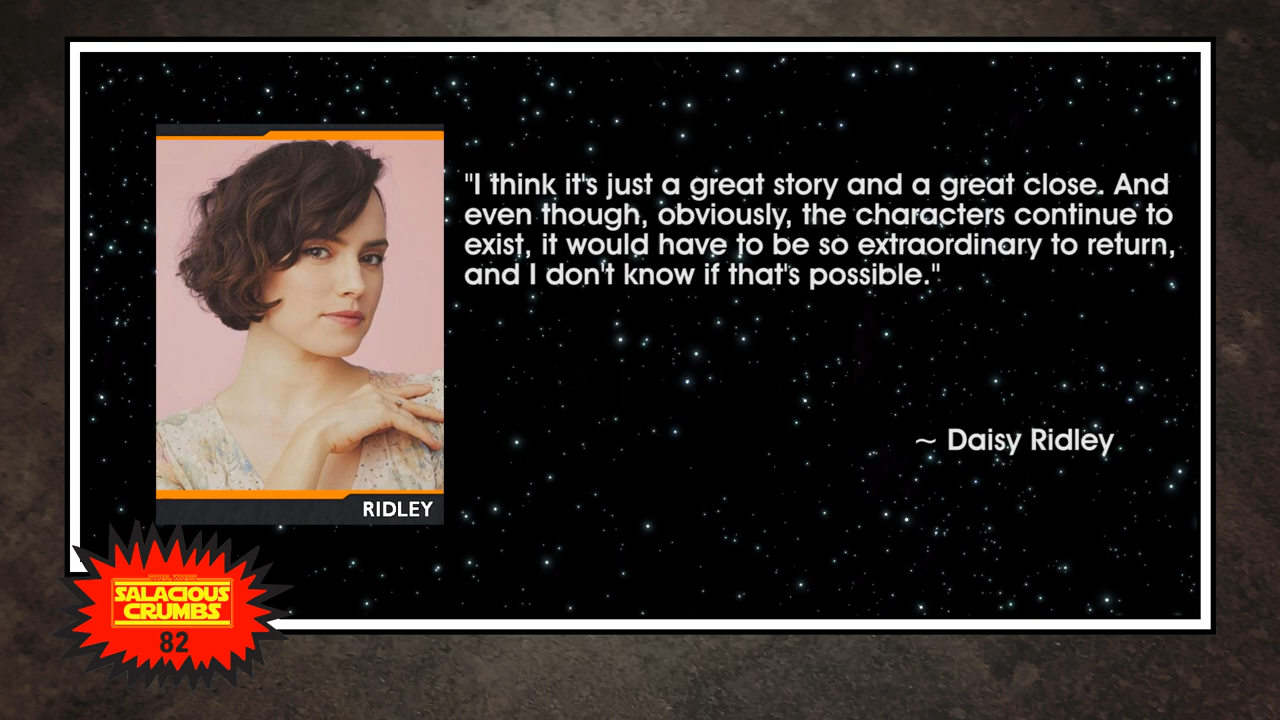 "I think it's just a great story and a great close. And
even though, obviously, the characters continue to
exist, it would have to be so extraordinary to return,
and I don't know if that's possible."
~ Daisy Ridley
RIDLEY
STAR WARS
SALACIOUS
CRUMBS
82